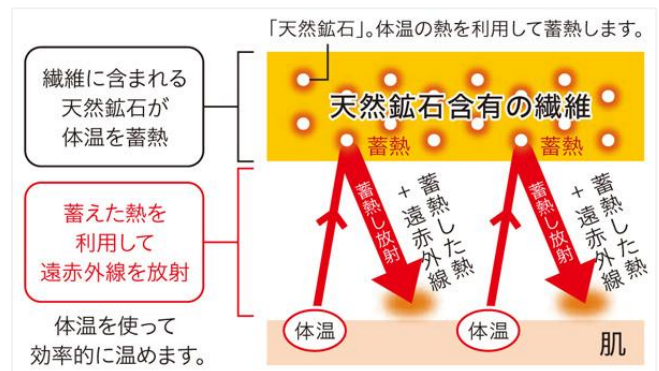 「天然鉱石」。体温の熱を利用して蓄熱します。
繊維に含まれる
天然鉱石が
体温を蓄熱
天然鉱石含有の繊維
蓄熱
蓄熱
蓄えた熱を
利用して
遠赤外線を放射
蓄熱し放射
蓄熱した熱
+遠赤外線
蓄熱し放射
蓄熱した熱
+遠赤外線
体温を使って
効率的に温めます。
体温
体温
肌